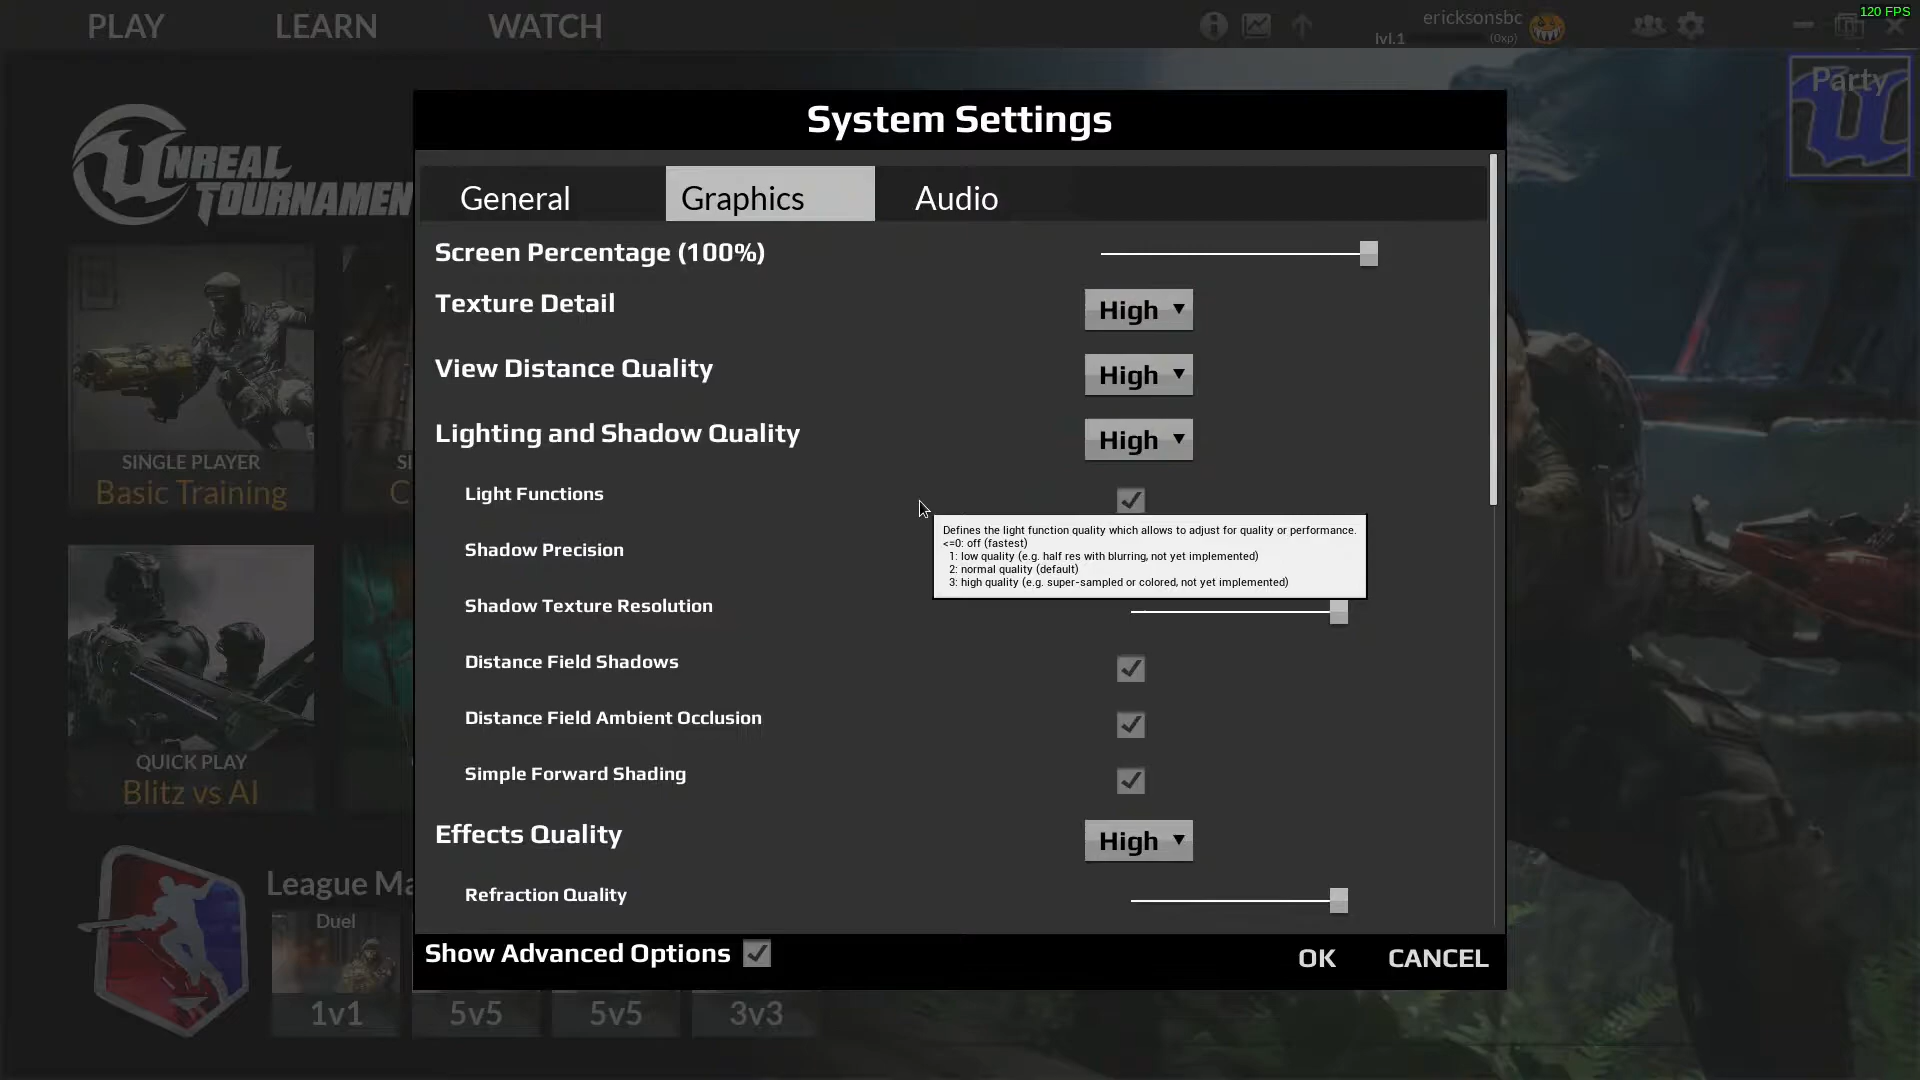 PLAY LEARN WATCH
ericksonsbc
lvl.1 (0xp)
120 FPS
Party
UNREAL
TOURNAMEN
System Settings
General Graphics Audio
Screen Percentage (100%)
Texture Detail High
View Distance Quality High
Lighting and Shadow Quality High
Light Functions
Defines the light function quality which allows to adjust for quality or performance.
<=0: off (fastest)
1: low quality (e.g. half res with blurring, not yet implemented)
2: normal quality (default)
3: high quality (e.g. super-sampled or colored, not yet implemented)
Shadow Precision
Shadow Texture Resolution
Distance Field Shadows
Distance Field Ambient Occlusion
Simple Forward Shading
Effects Quality High
Refraction Quality
Show Advanced Options
OK CANCEL
SINGLE PLAYER
Basic Training
SI
C
QUICK PLAY
Blitz vs AI
League Ma
Duel
1v1 5v5 5v5 3v3